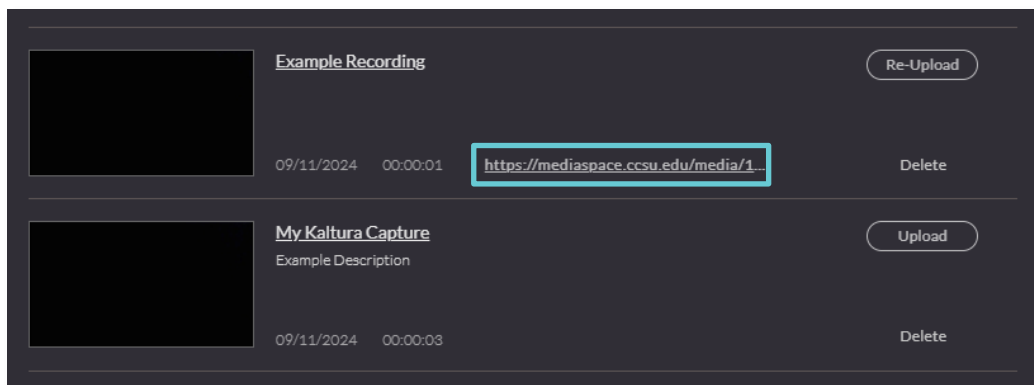 Example Recording
Re-Upload
09/11/2024 00:00:01 https://mediaspace.ccsu.edu/media/1... Delete
My Kaltura Capture
Upload
Example Description
09/11/2024 00:00:03 Delete